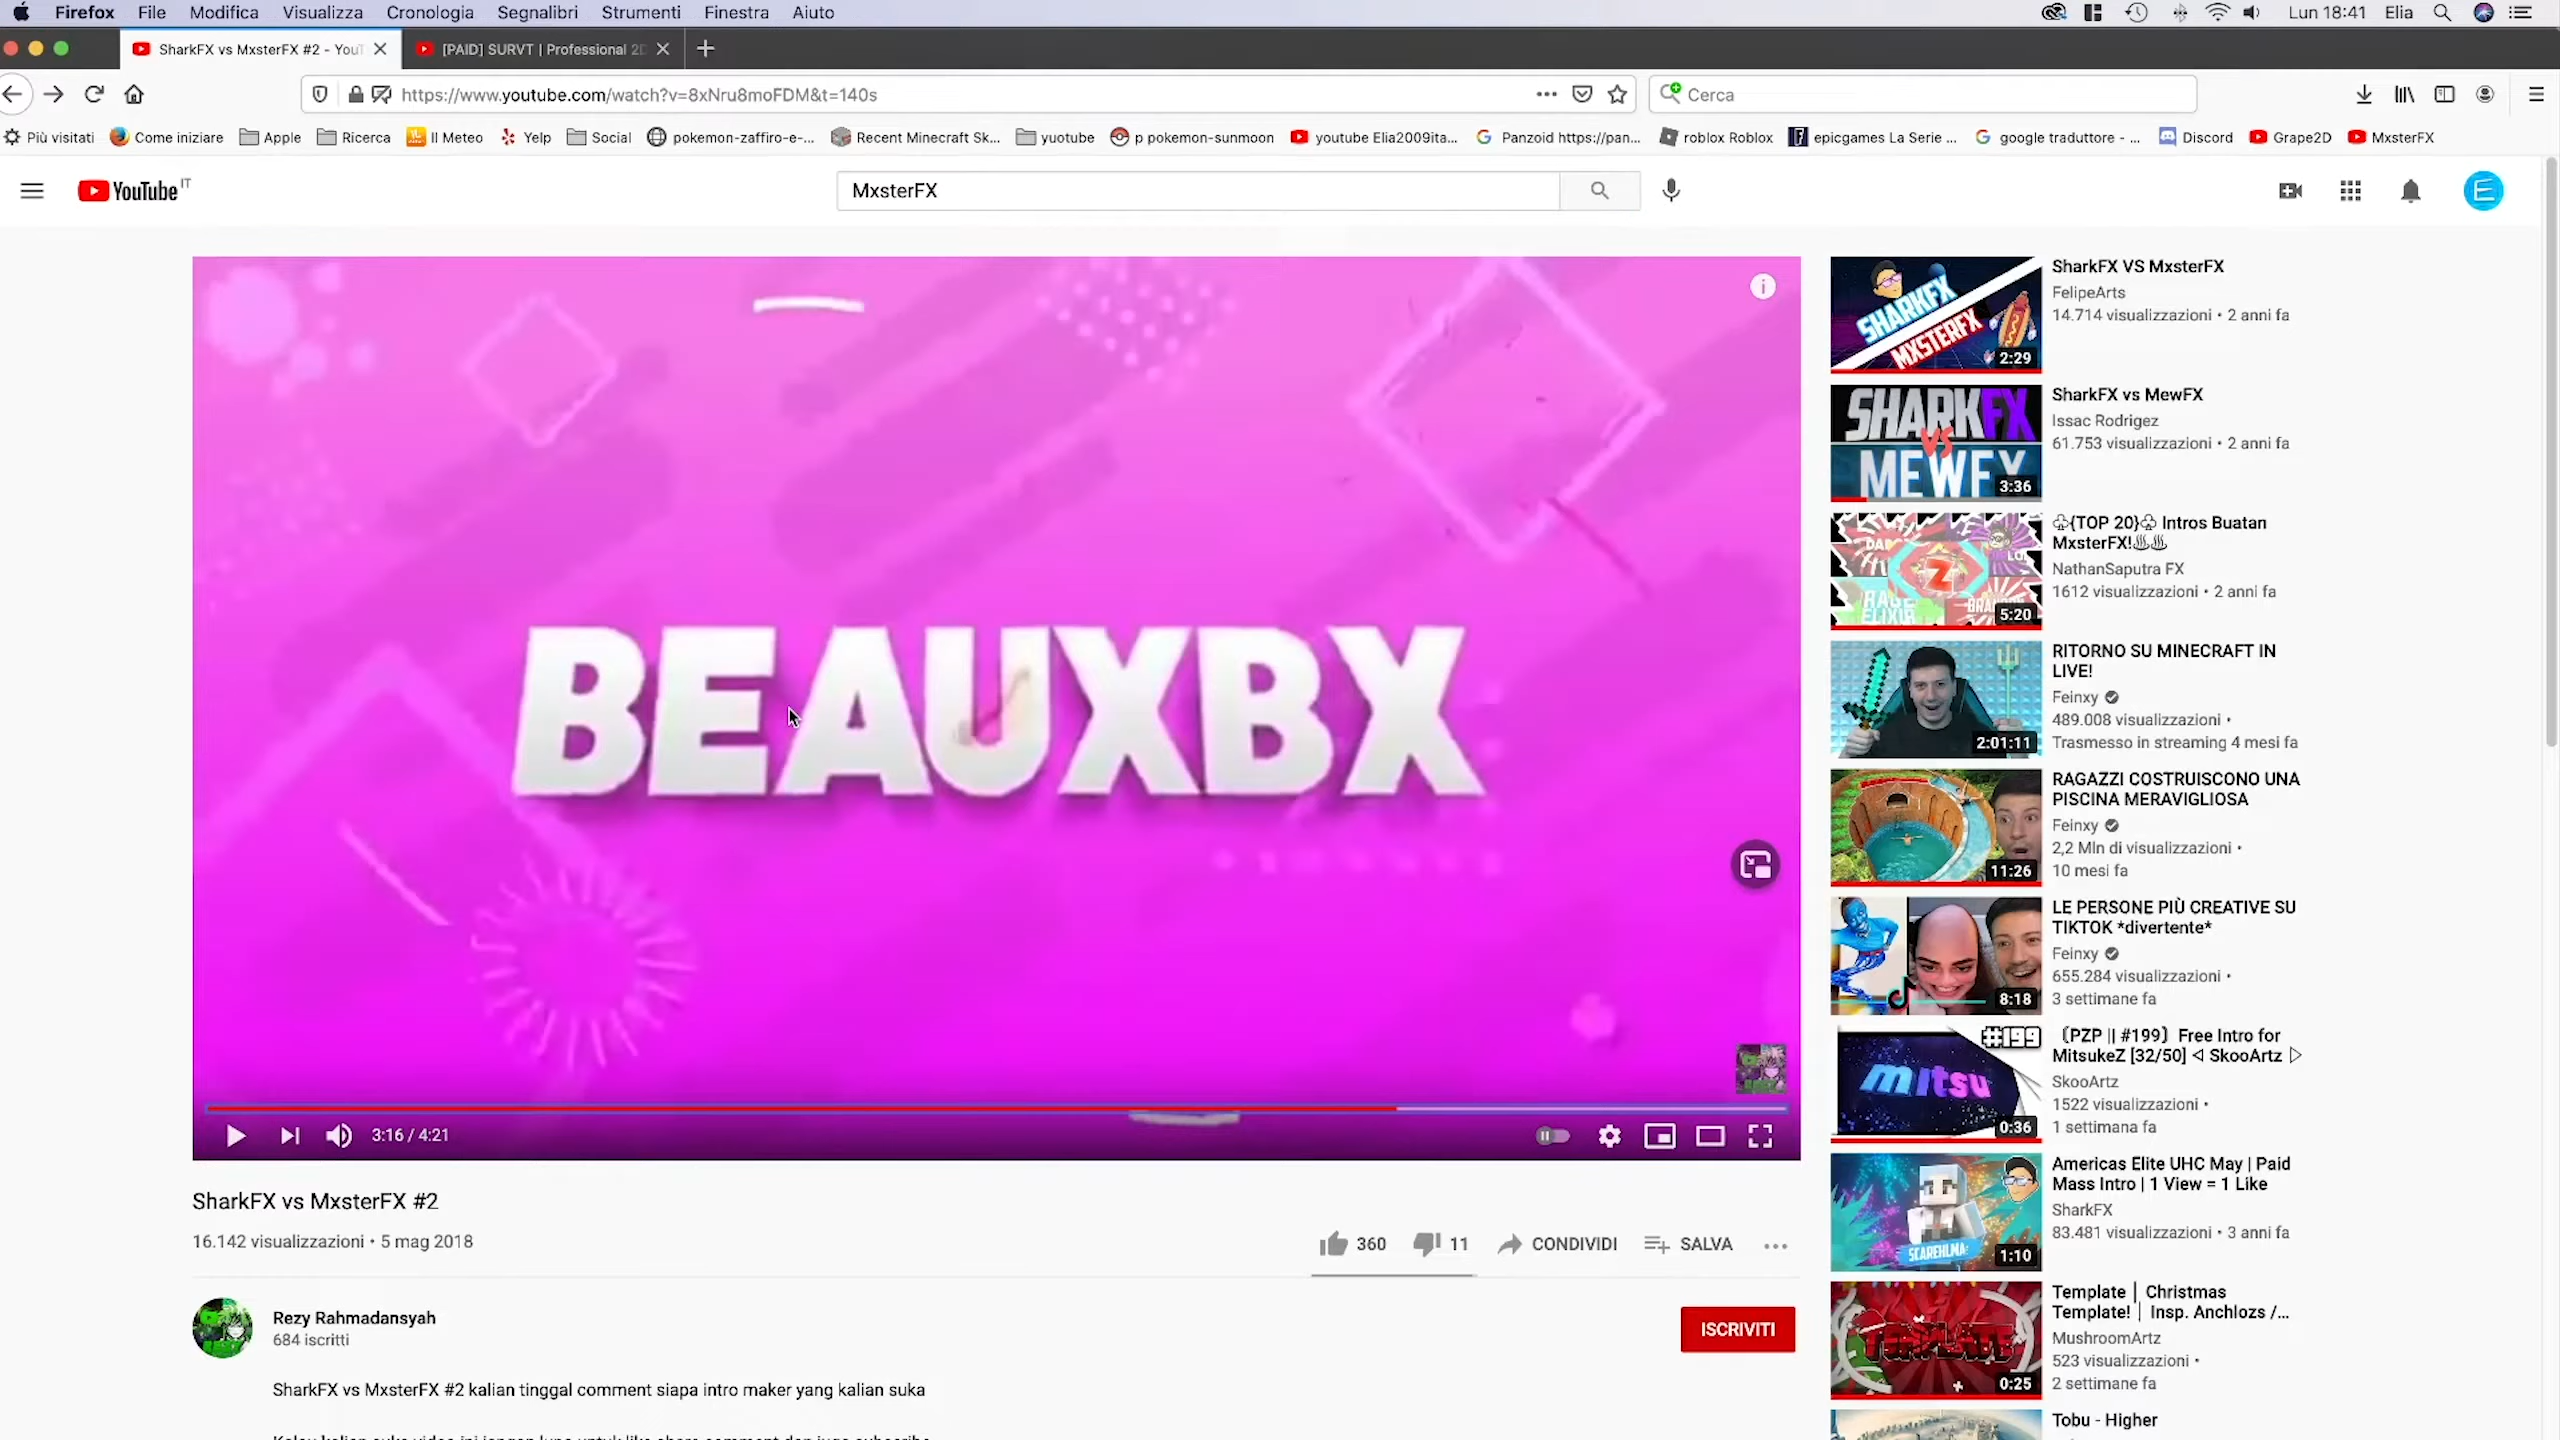 Firefox File Modifica Visualizza Cronologia Segnalibri Strumenti Finestra Aiuto Lun 18:41 Elia
SharkFX vs MxsterFX #2 - YouT [PAID] SURVT | Professional 2D
https://www.youtube.com/watch?v=8xNru8moFDM&t=140s Cerca
Più visitati Come iniziare Apple Ricerca Il Meteo Yelp Social pokemon-zaffiro-e-... Recent Minecraft Sk... yuotube p pokemon-sunmoon youtube Elia2009ita... Panzoid https://pan... roblox Roblox epicgames La Serie ... google traduttore - ... Discord Grape2D MxsterFX
YouTube IT MxsterFX E
BEAUXBX
3:16 / 4:21
SharkFX vs MxsterFX #2
16.142 visualizzazioni • 5 mag 2018
360 11 CONDIVIDI SALVA
Rezy Rahmadansyah
684 iscritti
ISCRIVITI
SharkFX vs MxsterFX #2 kalian tinggal comment siapa intro maker yang kalian suka
SHARKFX
MXSTERFX
2:29
SharkFX VS MxsterFX
FelipeArts
14.714 visualizzazioni • 2 anni fa
SHARKFX
VS
MEWFX
3:36
SharkFX vs MewFX
Issac Rodrigez
61.753 visualizzazioni • 2 anni fa
5:20
♧{TOP 20}♧ Intros Buatan
MxsterFX!♨♨
NathanSaputra FX
1612 visualizzazioni • 2 anni fa
2:01:11
RITORNO SU MINECRAFT IN
LIVE!
Feinxy
489.008 visualizzazioni •
Trasmesso in streaming 4 mesi fa
11:26
RAGAZZI COSTRUISCONO UNA
PISCINA MERAVIGLIOSA
Feinxy
2,2 Mln di visualizzazioni •
10 mesi fa
8:18
LE PERSONE PIÙ CREATIVE SU
TIKTOK *divertente*
Feinxy
655.284 visualizzazioni •
3 settimane fa
#199
mitsu
0:36
〔PZP || #199〕Free Intro for
MitsukeZ [32/50] ⊲ SkooArtz ▷
SkooArtz
1522 visualizzazioni •
1 settimana fa
1:10
Americas Elite UHC May | Paid
Mass Intro | 1 View = 1 Like
SharkFX
83.481 visualizzazioni • 3 anni fa
TEMPLATE
0:25
Template │ Christmas
Template! │ Insp. Anchlozs /...
MushroomArtz
523 visualizzazioni •
2 settimane fa
Tobu - Higher